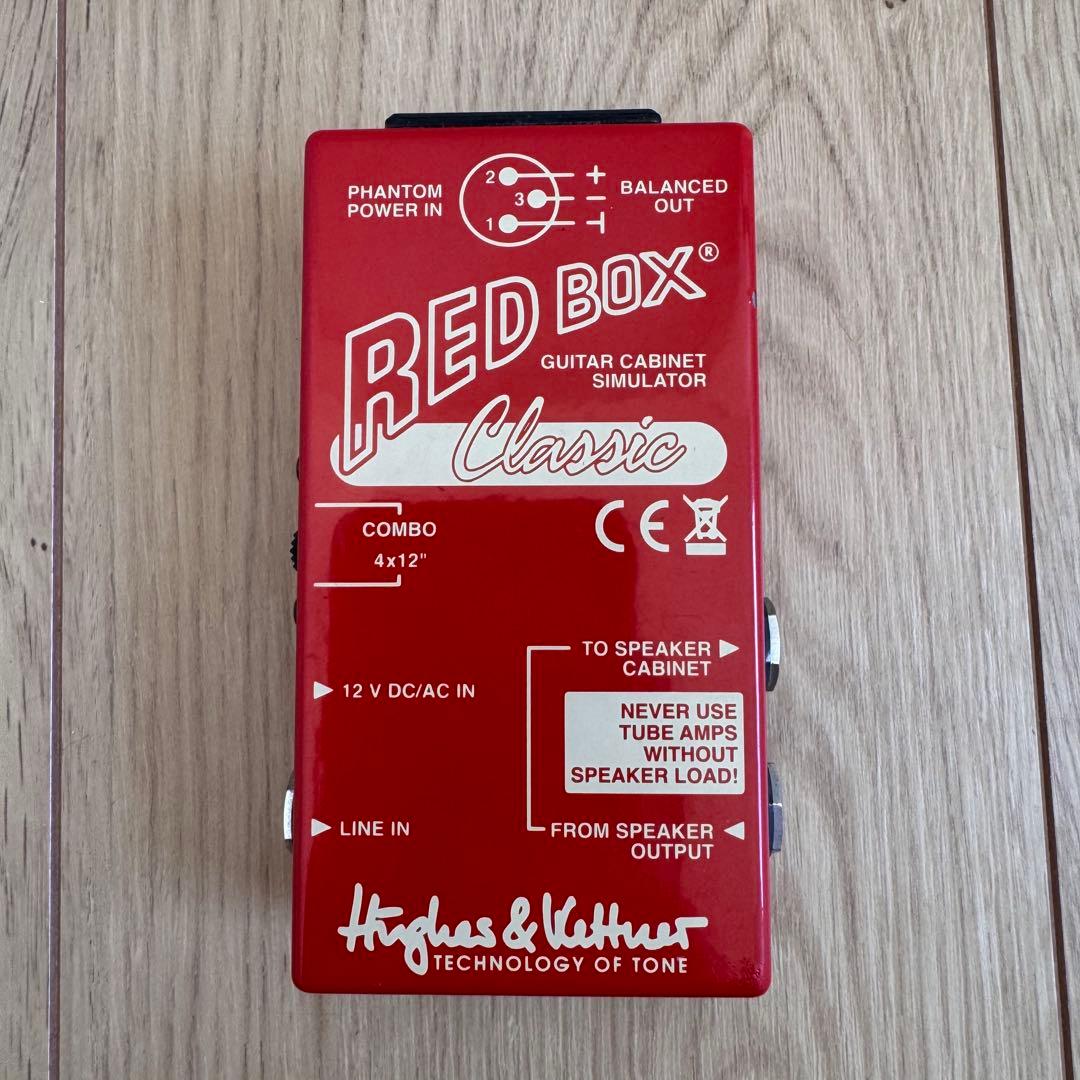 PHANTOM
POWER IN
2
3
1
+
−
BALANCED
OUT
RED BOX®
GUITAR CABINET
SIMULATOR
Classic
COMBO
4x12"
CE
TO SPEAKER
CABINET
12 V DC/AC IN
NEVER USE
TUBE AMPS
WITHOUT
SPEAKER LOAD!
LINE IN
FROM SPEAKER
OUTPUT
Hughes & Kettner
TECHNOLOGY OF TONE